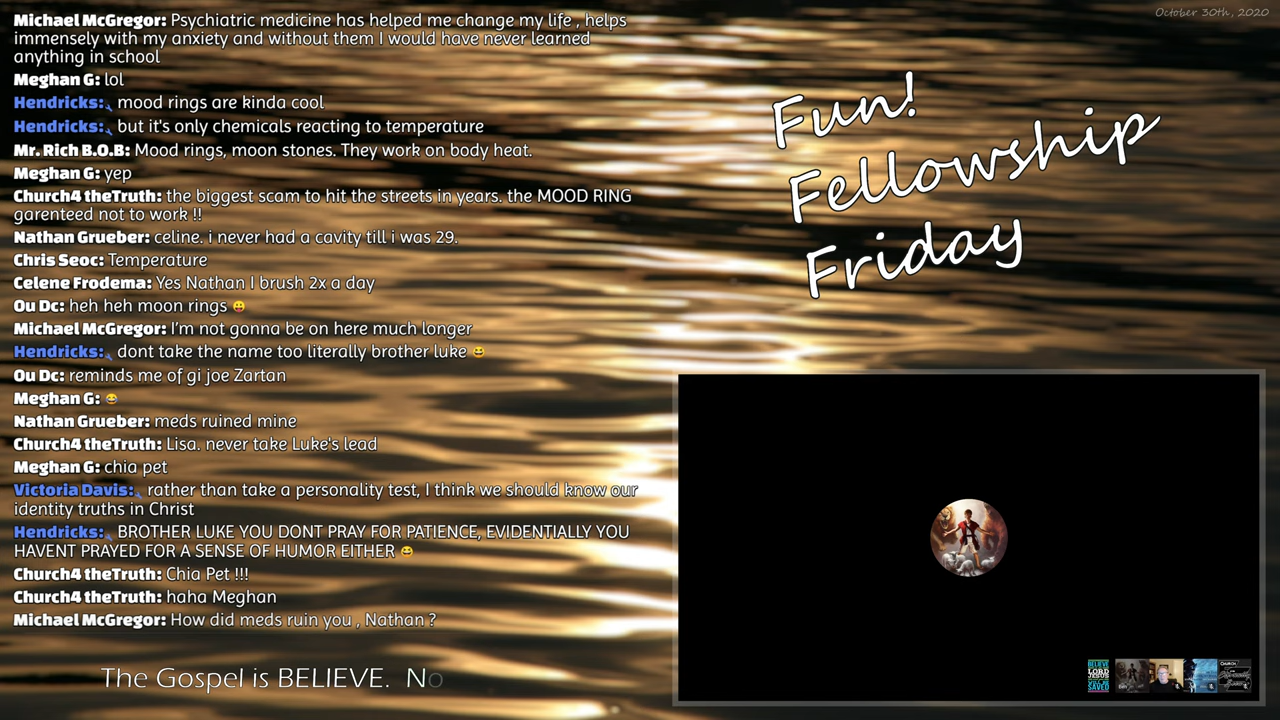 Michael McGregor: Psychiatric medicine has helped me change my life , helps
immensely with my anxiety and without them I would have never learned
anything in school
Meghan G: lol
Hendricks: mood rings are kinda cool
Hendricks: but it's only chemicals reacting to temperature
Mr. Rich B.O.B: Mood rings, moon stones. They work on body heat.
Meghan G: yep
Church4 theTruth: the biggest scam to hit the streets in years. the MOOD RING
garenteed not to work !!
Nathan Grueber: celine. i never had a cavity till i was 29.
Chris Seoc: Temperature
Celene Frodema: Yes Nathan I brush 2x a day
Ou Dc: heh heh moon rings 😛
Michael McGregor: I'm not gonna be on here much longer
Hendricks: dont take the name too literally brother luke 😄
Ou Dc: reminds me of gi joe Zartan
Meghan G: 😂
Nathan Grueber: meds ruined mine
Church4 theTruth: Lisa. never take Luke's lead
Meghan G: chia pet
Victoria Davis: rather than take a personality test, I think we should know our
identity truths in Christ
Hendricks: BROTHER LUKE YOU DONT PRAY FOR PATIENCE, EVIDENTIALLY YOU
HAVENT PRAYED FOR A SENSE OF HUMOR EITHER 😄
Church4 theTruth: Chia Pet !!!
Church4 theTruth: haha Meghan
Michael McGregor: How did meds ruin you , Nathan ?
The Gospel is BELIEVE. No
October 30th, 2020
Fun!
Fellowship
Friday
BELIEVE
LORD
JESUS
SAVED
CHURCH